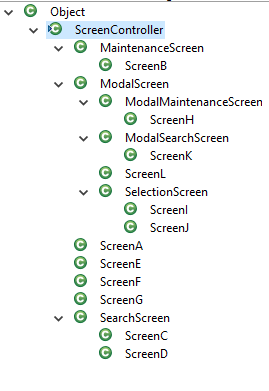 Object
ScreenController
MaintenanceScreen
ScreenB
ModalScreen
ModalMaintenanceScreen
ScreenH
ModalSearchScreen
ScreenK
ScreenL
SelectionScreen
ScreenI
ScreenJ
ScreenA
ScreenE
ScreenF
ScreenG
SearchScreen
ScreenC
ScreenD